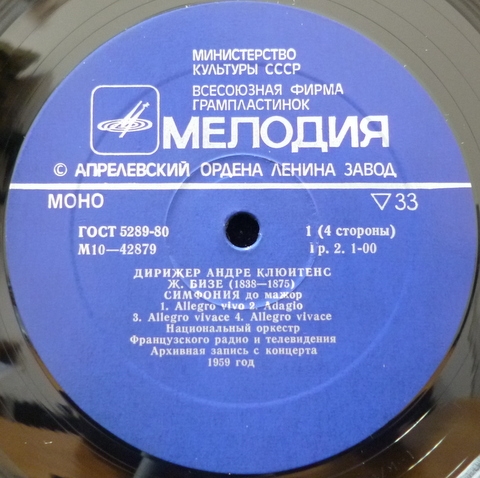 МИНИСТЕРСТВО
КУЛЬТУРЫ СССР
ВСЕСОЮЗНАЯ ФИРМА
ГРАМПЛАСТИНОК
МЕЛОДИЯ
© АПРЕЛЕВСКИЙ ОРДЕНА ЛЕНИНА ЗАВОД
МОНО ▽33
ГОСТ 5289-80 1 (4 стороны)
М10—42879 1 гр. 2. 1-00
ДИРИЖЕР АНДРЕ КЛЮИТЕНС
Ж. БИЗЕ (1838—1875)
СИМФОНИЯ до мажор
1. Allegro vivo 2. Adagio
3. Allegro vivace 4. Allegro vivace
Национальный оркестр
Французского радио и телевидения
Архивная запись с концерта
1959 год